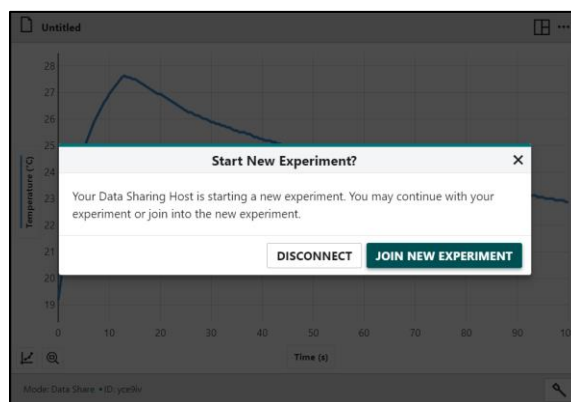 Untitled
28
27
26
25
24
23
22
21
20
19
Temperature (°C)
Start New Experiment?
Your Data Sharing Host is starting a new experiment. You may continue with your
experiment or join into the new experiment.
DISCONNECT
JOIN NEW EXPERIMENT
0 10 20 30 40 50 60 70 80 90
Time (s)
Mode: Data Share • ID: